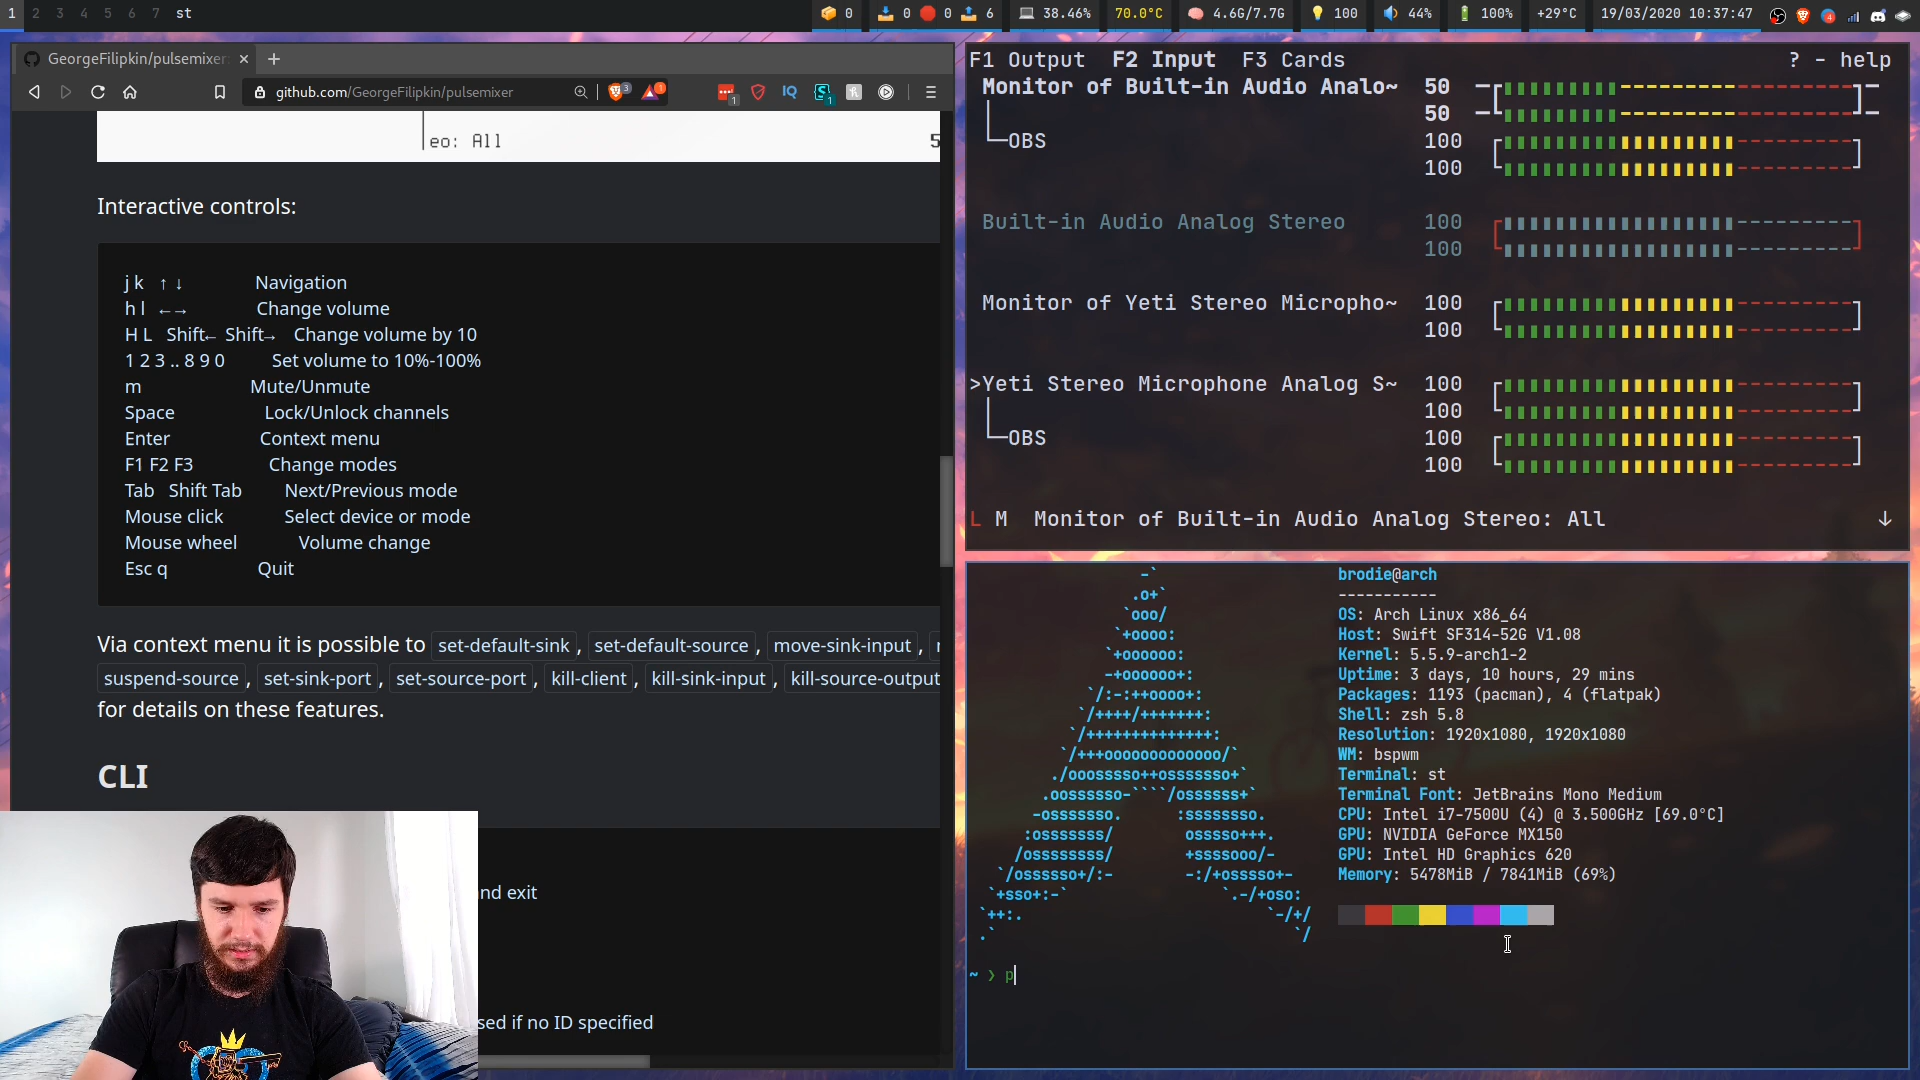 1 2 3 4 5 6 7 st
0 0 0 6 38.46% 70.0°C 4.6G/7.7G 100 44% 100% +29°C 19/03/2020 10:37:47
GeorgeFilipkin/pulsemixer:
github.com/GeorgeFilipkin/pulsemixer
eo: All 5
Interactive controls:
j k ↑ ↓ Navigation
h l ←→ Change volume
H L Shift← Shift→ Change volume by 10
1 2 3 .. 8 9 0 Set volume to 10%-100%
m Mute/Unmute
Space Lock/Unlock channels
Enter Context menu
F1 F2 F3 Change modes
Tab Shift Tab Next/Previous mode
Mouse click Select device or mode
Mouse wheel Volume change
Esc q Quit
Via context menu it is possible to set-default-sink , set-default-source , move-sink-input ,
suspend-source , set-sink-port , set-source-port , kill-client , kill-sink-input , kill-source-output
for details on these features.
CLI
nd exit
sed if no ID specified
F1 Output F2 Input F3 Cards ? - help
Monitor of Built-in Audio Analo~ 50
50
└─OBS 100
100
Built-in Audio Analog Stereo 100
100
Monitor of Yeti Stereo Micropho~ 100
100
>Yeti Stereo Microphone Analog S~ 100
100
└─OBS 100
100
L M Monitor of Built-in Audio Analog Stereo: All ↓
brodie@arch
-----------
OS: Arch Linux x86_64
Host: Swift SF314-52G V1.08
Kernel: 5.5.9-arch1-2
Uptime: 3 days, 10 hours, 29 mins
Packages: 1193 (pacman), 4 (flatpak)
Shell: zsh 5.8
Resolution: 1920x1080, 1920x1080
WM: bspwm
Terminal: st
Terminal Font: JetBrains Mono Medium
CPU: Intel i7-7500U (4) @ 3.500GHz [69.0°C]
GPU: NVIDIA GeForce MX150
GPU: Intel HD Graphics 620
Memory: 5478MiB / 7841MiB (69%)
~ ❯ p